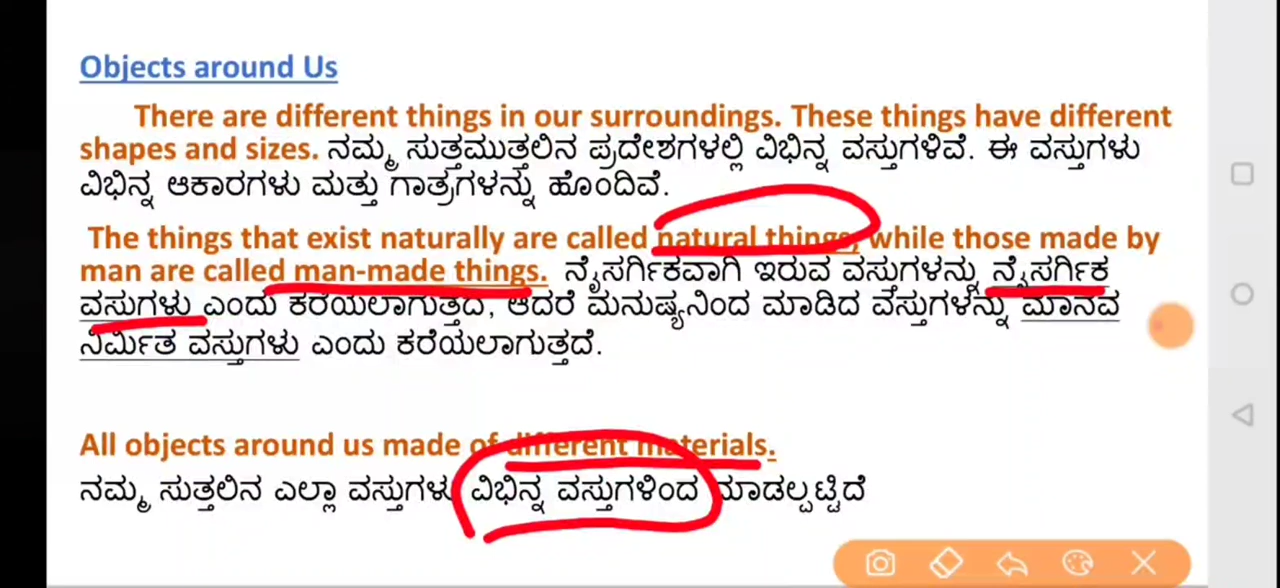 Objects around Us
There are different things in our surroundings. These things have different
shapes and sizes. ನಮ್ಮ ಸುತ್ತಮುತ್ತಲಿನ ಪ್ರದೇಶಗಳಲ್ಲಿ ವಿಭಿನ್ನ ವಸ್ತುಗಳಿವೆ. ಈ ವಸ್ತುಗಳು
ವಿಭಿನ್ನ ಆಕಾರಗಳು ಮತ್ತು ಗಾತ್ರಗಳನ್ನು ಹೊಂದಿವೆ.
The things that exist naturally are called natural things, while those made by
man are called man-made things. ನೈಸರ್ಗಿಕವಾಗಿ ಇರುವ ವಸ್ತುಗಳನ್ನು ನೈಸರ್ಗಿಕ
ವಸ್ತುಗಳು ಎಂದು ಕರೆಯಲಾಗುತ್ತದೆ, ಆದರೆ ಮನುಷ್ಯನಿಂದ ಮಾಡಿದ ವಸ್ತುಗಳನ್ನು ಮಾನವ
ನಿರ್ಮಿತ ವಸ್ತುಗಳು ಎಂದು ಕರೆಯಲಾಗುತ್ತದೆ.
All objects around us made of different materials.
ನಮ್ಮ ಸುತ್ತಲಿನ ಎಲ್ಲಾ ವಸ್ತುಗಳು ವಿಭಿನ್ನ ವಸ್ತುಗಳಿಂದ ಮಾಡಲ್ಪಟ್ಟಿದೆ